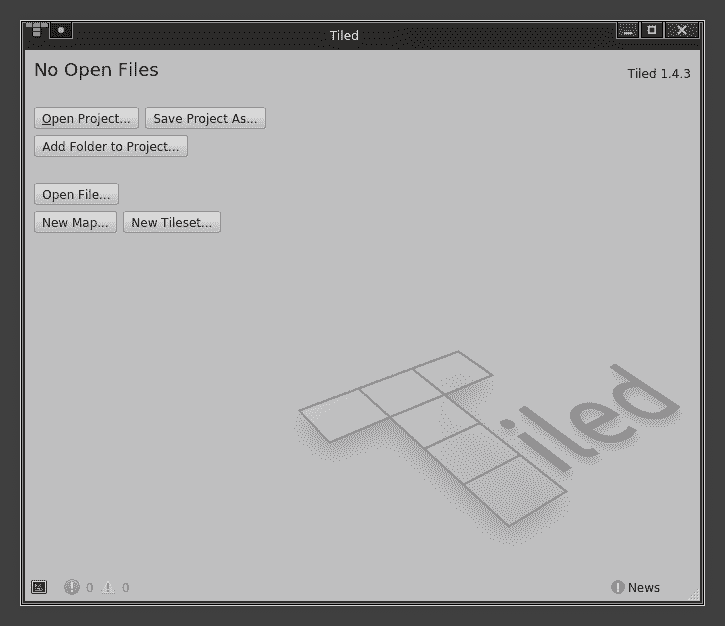 Tiled
No Open Files
Tiled 1.4.3
Open Project... Save Project As...
Add Folder to Project...
Open File...
New Map... New Tileset...
Tiled
0 0 News